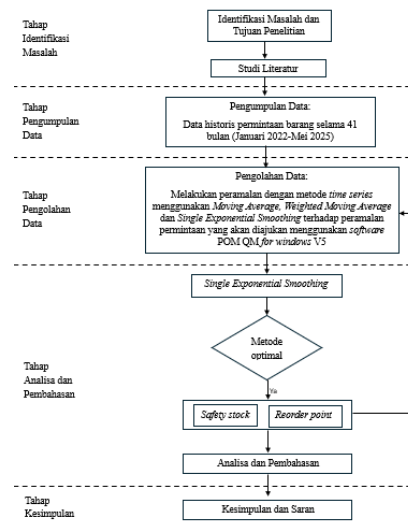 Tahap
Identifikasi
Masalah
Identifikasi Masalah dan
Tujuan Penelitian
Studi Literatur
Tahap
Pengumpulan
Data
Pengumpulan Data:
Data historis permintaan barang selama 41
bulan (Januari 2022-Mei 2025)
Tahap
Pengolahan
Data
Pengolahan Data:
Melakukan peramalan dengan metode time series
menggunakan Moving Average, Weighted Moving Average
dan Single Exponential Smoothing terhadap peramalan
permintaan yang akan diajukan menggunakan software
POM QM for windows V5
Tahap
Analisa dan
Pembahasan
Single Exponential Smoothing
Metode
optimal
Ya
Safety stock
Reorder point
Analisa dan Pembahasan
Tahap
Kesimpulan
Kesimpulan dan Saran